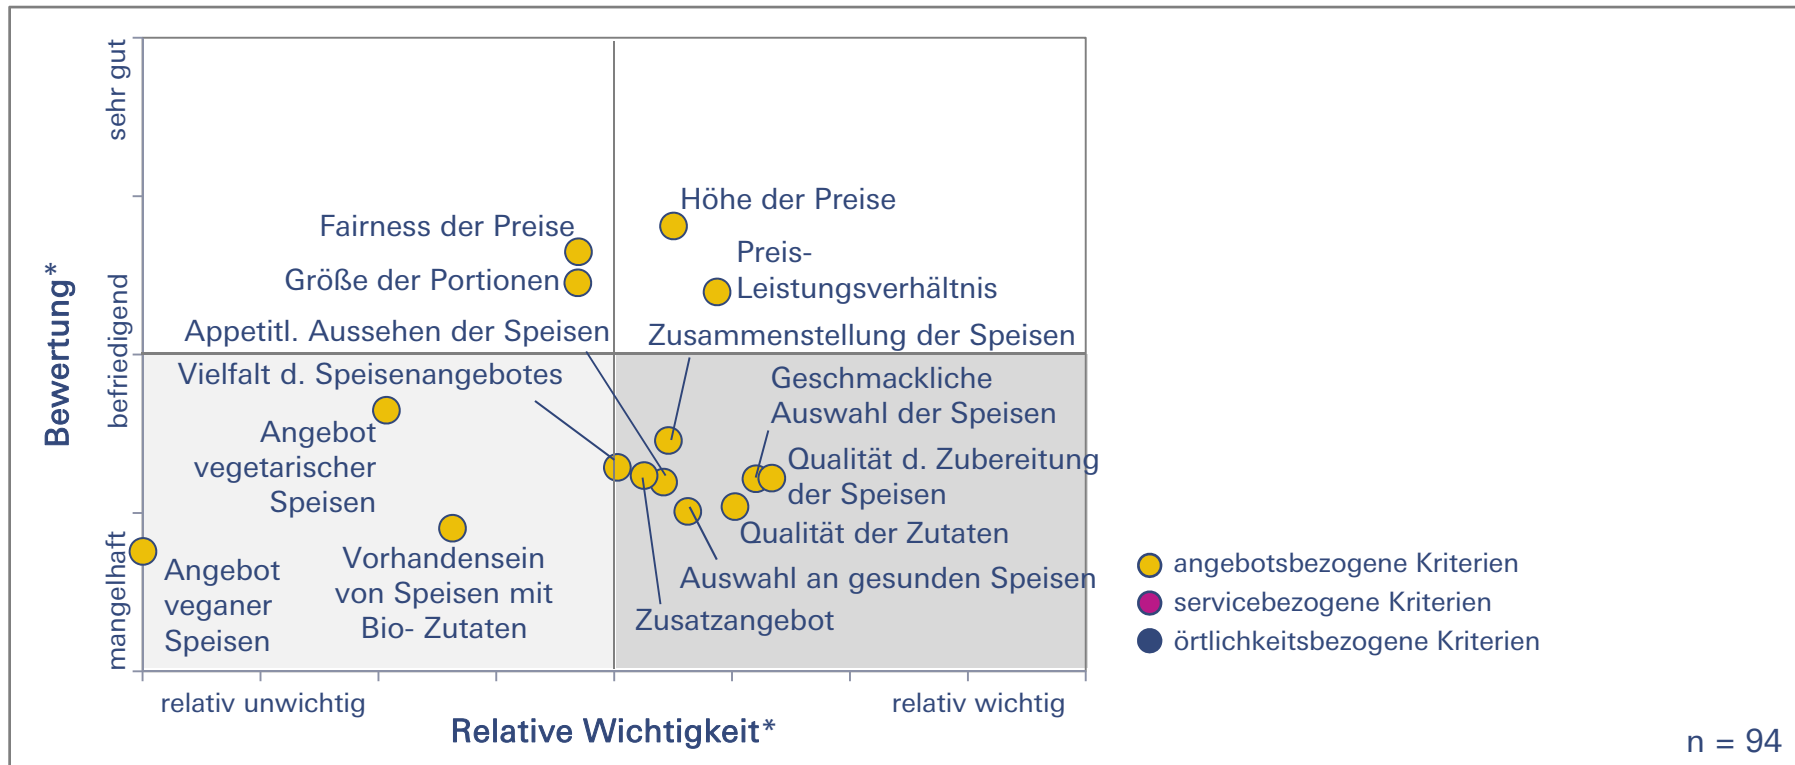 sehr gut
befriedigend
mangelhaft
Bewertung*
Höhe der Preise
Fairness der Preise
Preis-
Leistungsverhältnis
Größe der Portionen
Appetitl. Aussehen der Speisen
Zusammenstellung der Speisen
Vielfalt d. Speisenangebotes
Geschmackliche
Auswahl der Speisen
Angebot
vegetarischer
Speisen
Qualität d. Zubereitung
der Speisen
Qualität der Zutaten
Vorhandensein
von Speisen mit
Bio- Zutaten
Angebot
veganer
Speisen
Auswahl an gesunden Speisen
Zusatzangebot
relativ unwichtig
relativ wichtig
Relative Wichtigkeit*
angebotsbezogene Kriterien
servicebezogene Kriterien
örtlichkeitsbezogene Kriterien
n = 94